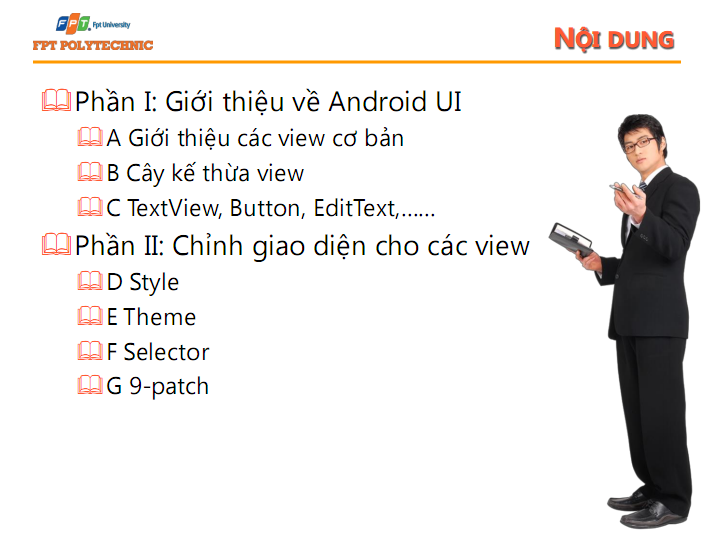 FPT. Fpt University
FPT POLYTECHNIC
NỘI DUNG
Phần I: Giới thiệu về Android UI
A Giới thiệu các view cơ bản
B Cây kế thừa view
C TextView, Button, EditText,......
Phần II: Chỉnh giao diện cho các view
D Style
E Theme
F Selector
G 9-patch